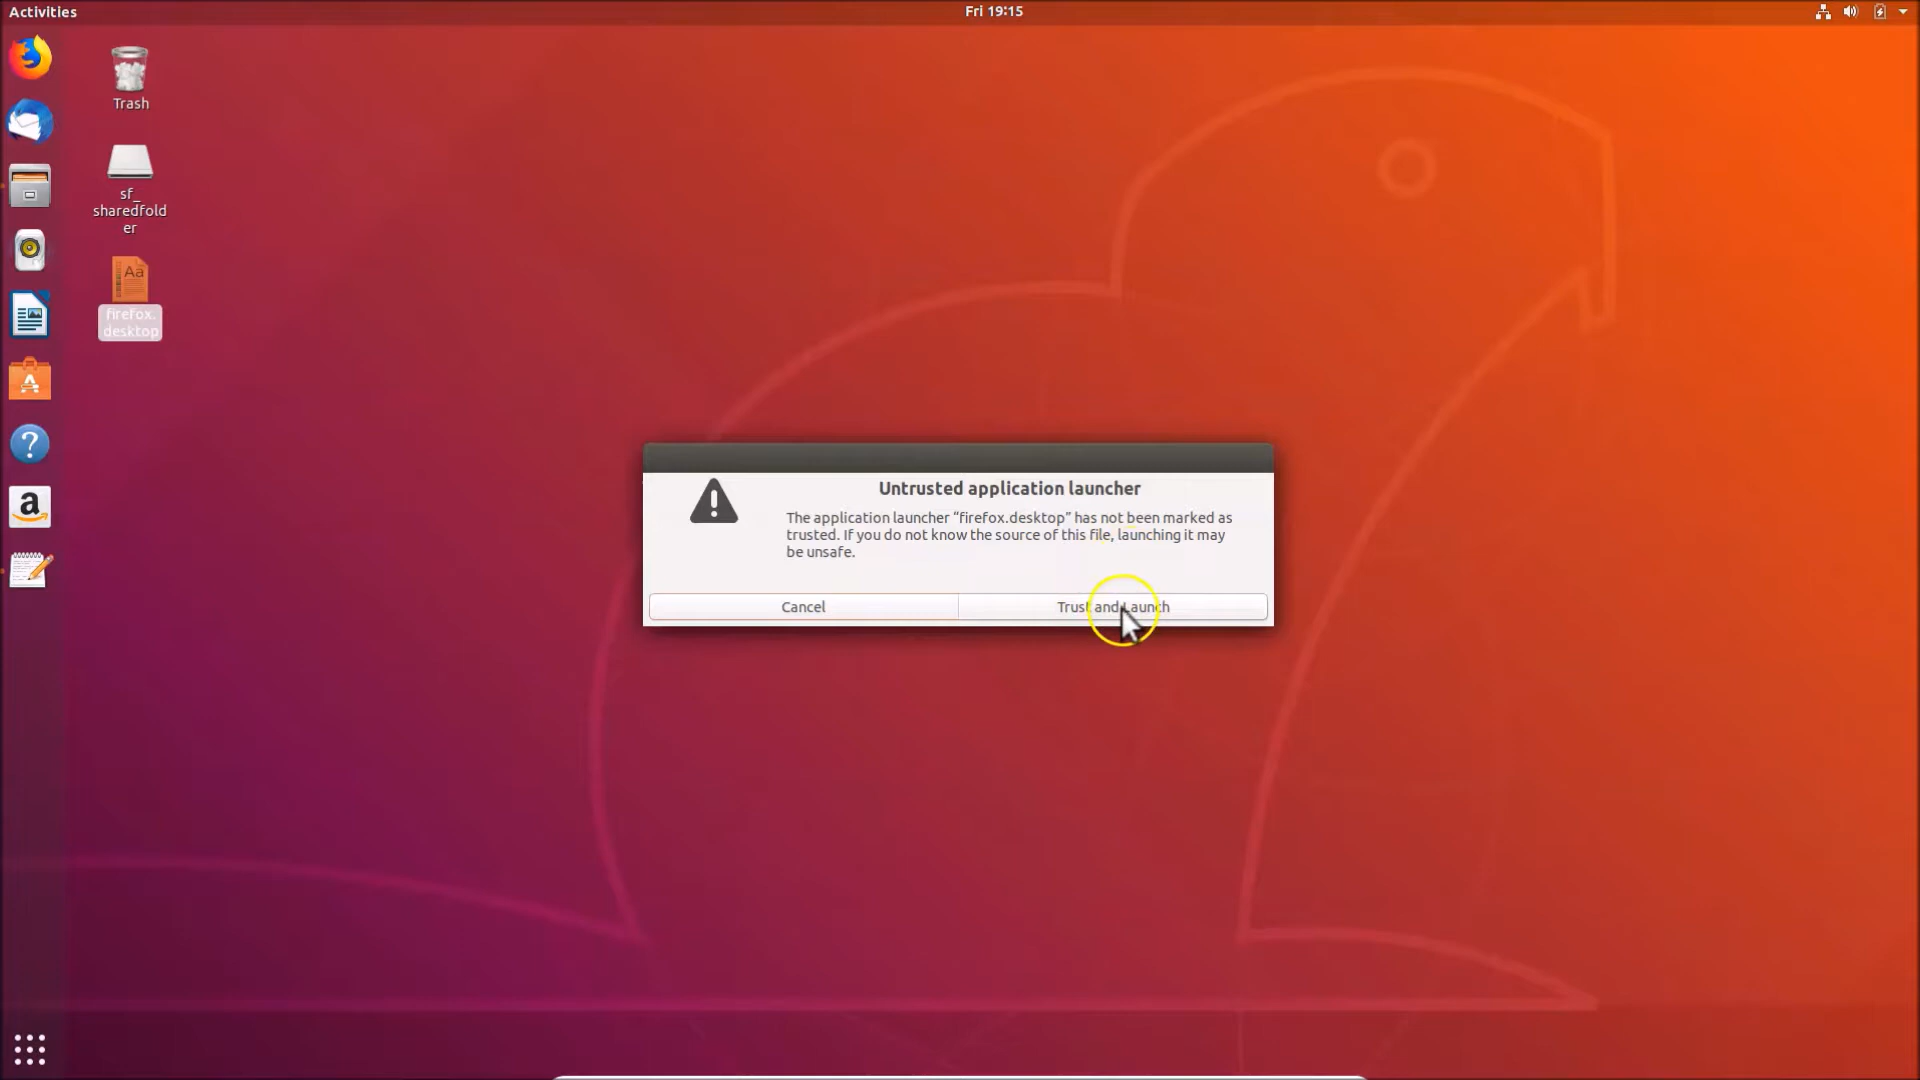 Activities
Fri 19:15
Trash
sf_
sharedfold
er
Aa
firefox.
desktop
Untrusted application launcher
The application launcher “firefox.desktop” has not been marked as
trusted. If you do not know the source of this file, launching it may
be unsafe.
Cancel
Trust and Launch